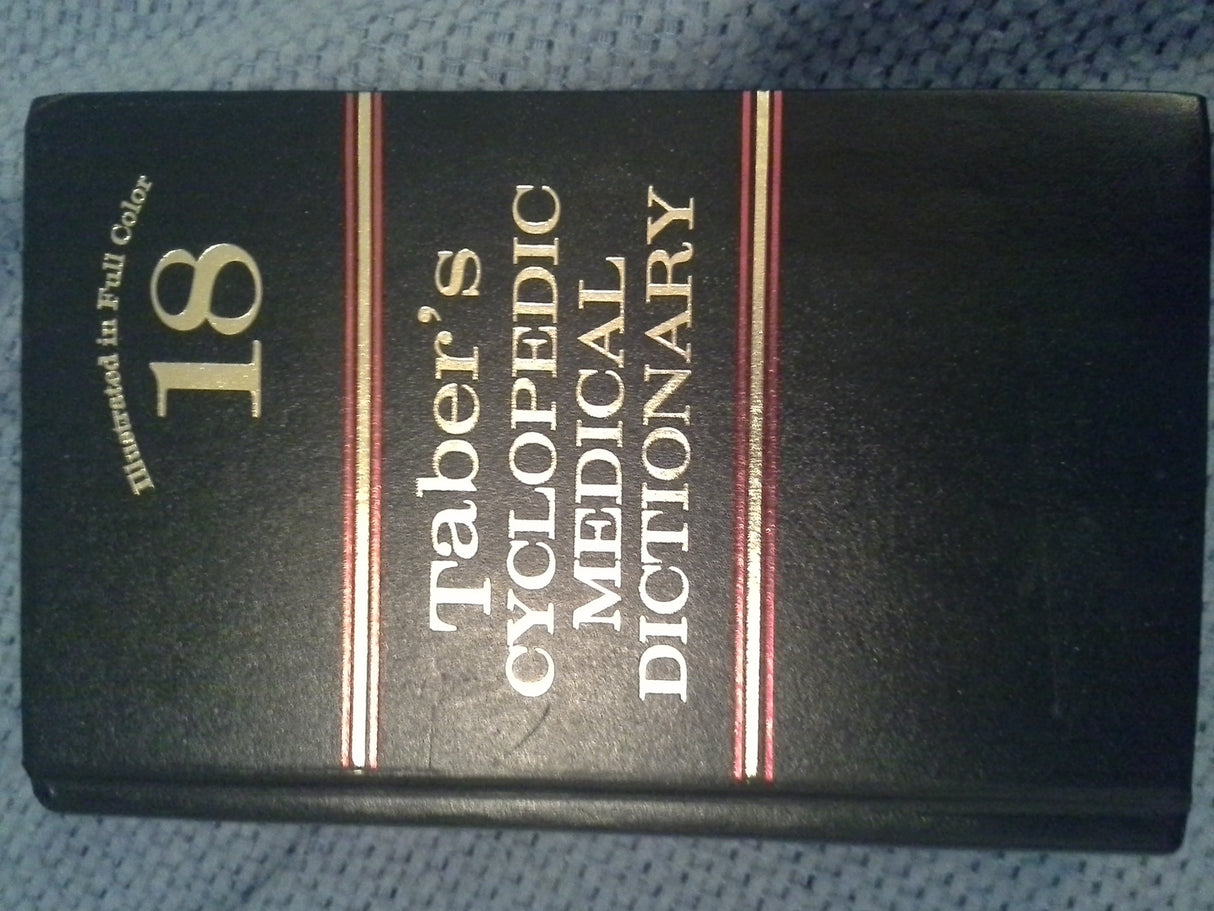 Illustrated in Full Color
18
Taber's
CYCLOPEDIC
MEDICAL
DICTIONARY